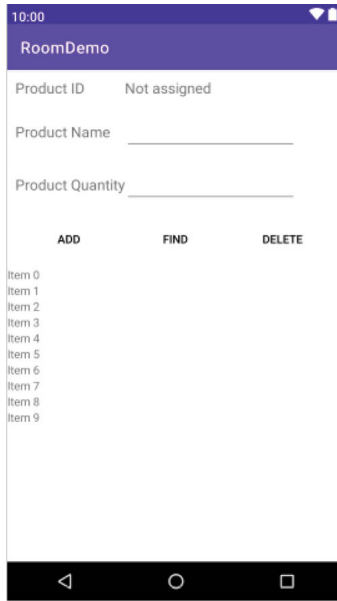 10:00
RoomDemo
Product ID Not assigned
Product Name
Product Quantity
ADD FIND DELETE
Item 0
Item 1
Item 2
Item 3
Item 4
Item 5
Item 6
Item 7
Item 8
Item 9